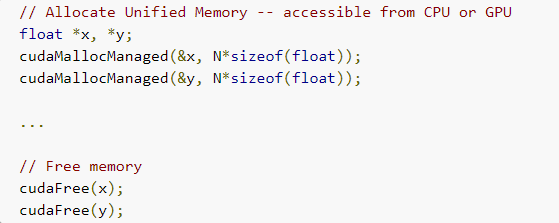 // Allocate Unified Memory -- accessible from CPU or GPU
float *x, *y;
cudaMallocManaged(&x, N*sizeof(float));
cudaMallocManaged(&y, N*sizeof(float));
...
// Free memory
cudaFree(x);
cudaFree(y);